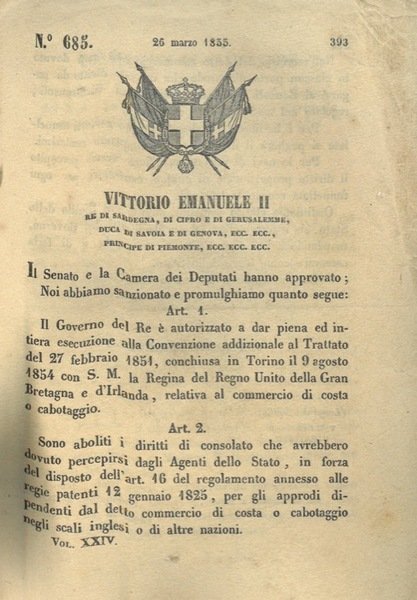 N.° 685.
26 marzo 1855.
393
VITTORIO EMANUELE II
RE DI SARDEGNA, DI CIPRO E DI GERUSALEMME,
DUCA DI SAVOIA E DI GENOVA, ECC. ECC.,
PRINCIPE DI PIEMONTE, ECC. ECC. ECC.
Il Senato e la Camera dei Deputati hanno approvato;
Noi abbiamo sanzionato e promulghiamo quanto segue:
Art. 1.
Il Governo del Re è autorizzato a dar piena ed in-
tiera esecuzione alla Convenzione addizionale al Trattato
del 27 febbraio 1851, conchiusa in Torino il 9 agosto
1854 con S. M. la Regina del Regno Unito della Gran
Bretagna e d'Irlanda, relativa al commercio di costa
o cabotaggio.
Art. 2.
Sono aboliti i diritti di consolato che avrebbero
dovuto percepirsi dagli Agenti dello Stato, in forza
del disposto dell'art. 16 del regolamento annesso alle
regie patenti 12 gennaio 1825, per gli approdi di-
pendenti dal detto commercio di costa o cabotaggio
negli scali inglesi o di altre nazioni.
VOL. XXIV.